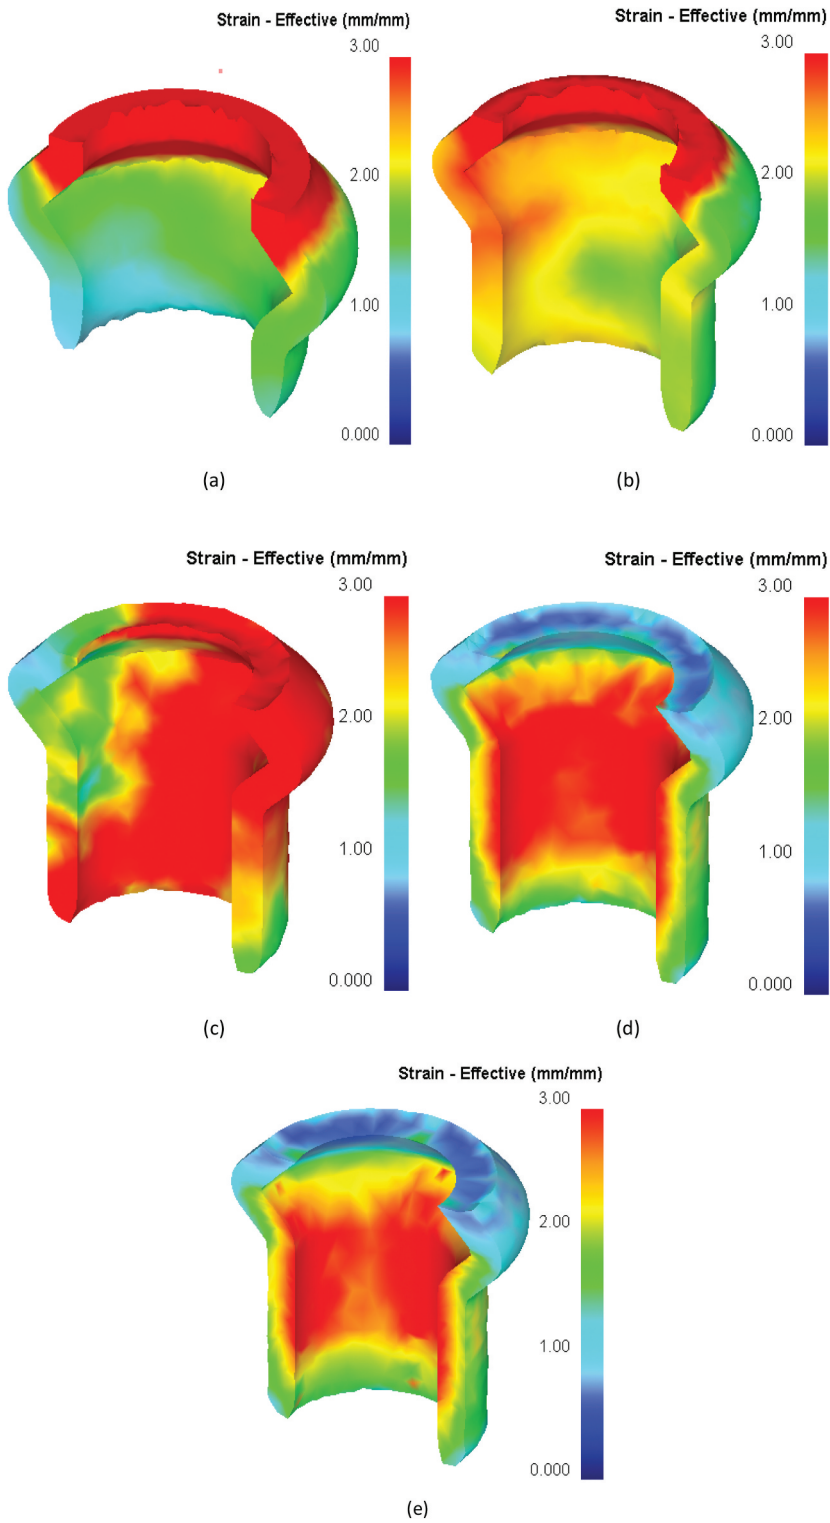 Strain - Effective (mm/mm)
3.00
2.00
1.00
0.000
(a)
Strain - Effective (mm/mm)
3.00
2.00
1.00
0.000
(b)
Strain - Effective (mm/mm)
3.00
2.00
1.00
0.000
(c)
Strain - Effective (mm/mm)
3.00
2.00
1.00
0.000
(d)
Strain - Effective (mm/mm)
3.00
2.00
1.00
0.000
(e)